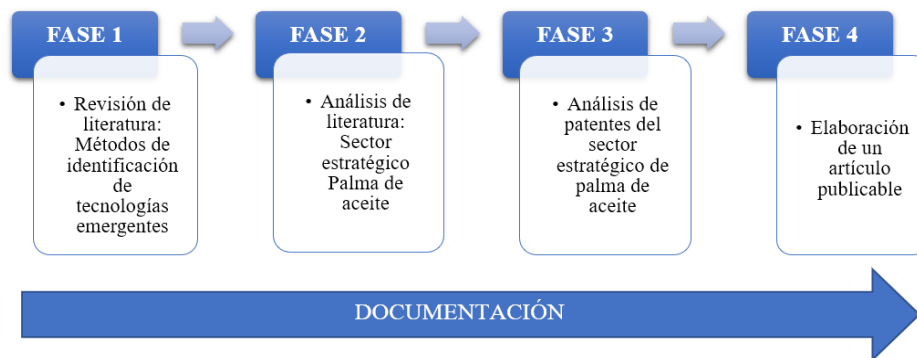 FASE 1
• Revisión de
literatura:
Métodos de
identificación
de
tecnologías
emergentes
FASE 2
• Análisis de
literatura:
Sector
estratégico
Palma de
aceite
FASE 3
• Análisis de
patentes del
sector
estratégico de
palma de
aceite
FASE 4
• Elaboración
de un
artículo
publicable
DOCUMENTACIÓN